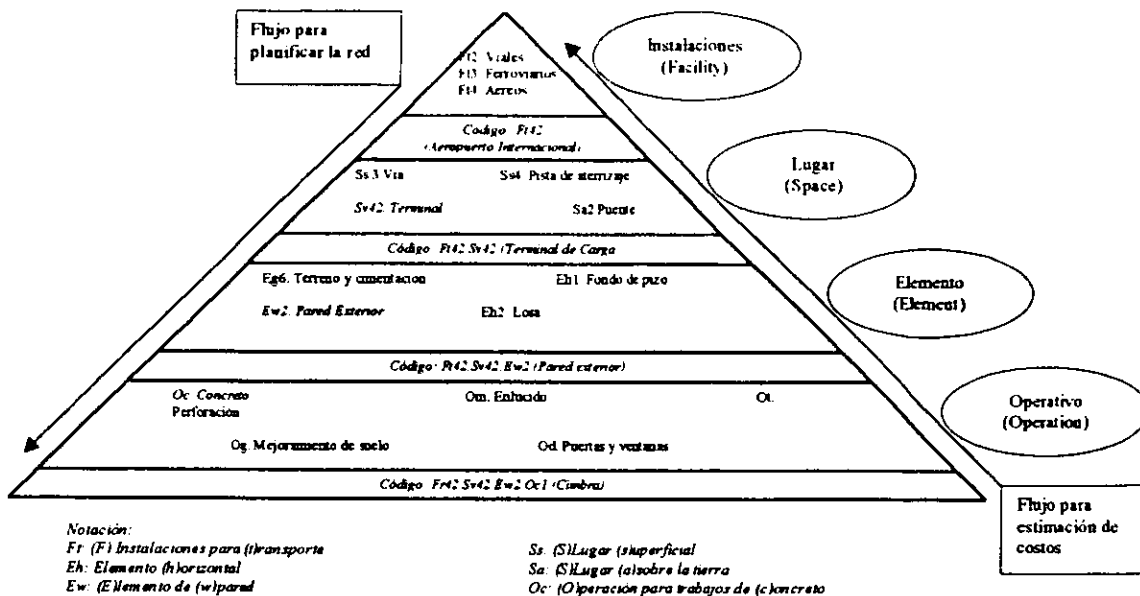 Flujo para
planificar la red
Ft2 Viales
Ft3 Ferroviarios
Ft4 Aereos
Instalaciones
(Facility)
Código Ft42
(Aeropuerto Internacional)
Ss3 Via Ss4 Pista de aterrizaje
Sv42. Terminal Sa2 Puente
Lugar
(Space)
Código Ft42.Sv42 (Terminal de Carga
Eg6. Terreno y cimentacion Eh1 Fondo de pizo
Ew2. Pared Exterior Eh2 Losa
Elemento
(Element)
Código: Ft42.Sv42.Ew2 (Pared exterior)
Oc. Concreto Om. Enlucido Ot.
Perforación
Og. Mejoramiento de suelo Od. Puertas y ventanas
Operativo
(Operation)
Código Ft42.Sv42.Ew2.Oc1 (Cimbra)
Flujo para
estimación de
costos
Notación:
Ft: (F) Instalaciones para (t)ransporte
Eh: Elemento (h)orizontal
Ew: (E)lemento de (w)pared
Ss. (S)Lugar (s)uperficial
Sa: (S)Lugar (a)sobre la tierra
Oc: (O)peración para trabajos de (c)oncreto